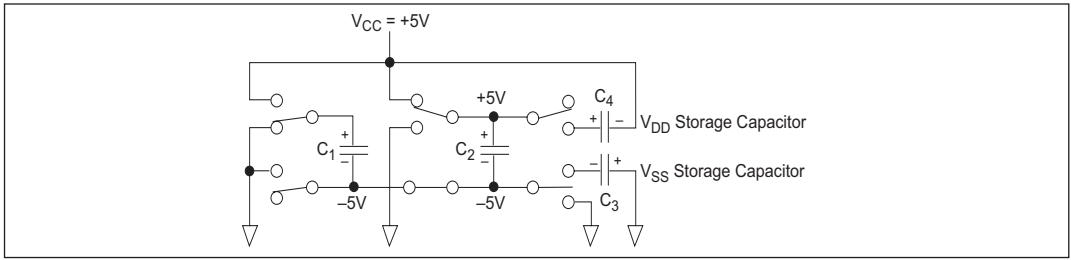 V_CC = +5V
+5V
C_4
+
–
V_DD Storage Capacitor
+
C_1
–
+
C_2
–
–
+
V_SS Storage Capacitor
C_3
–5V
–5V